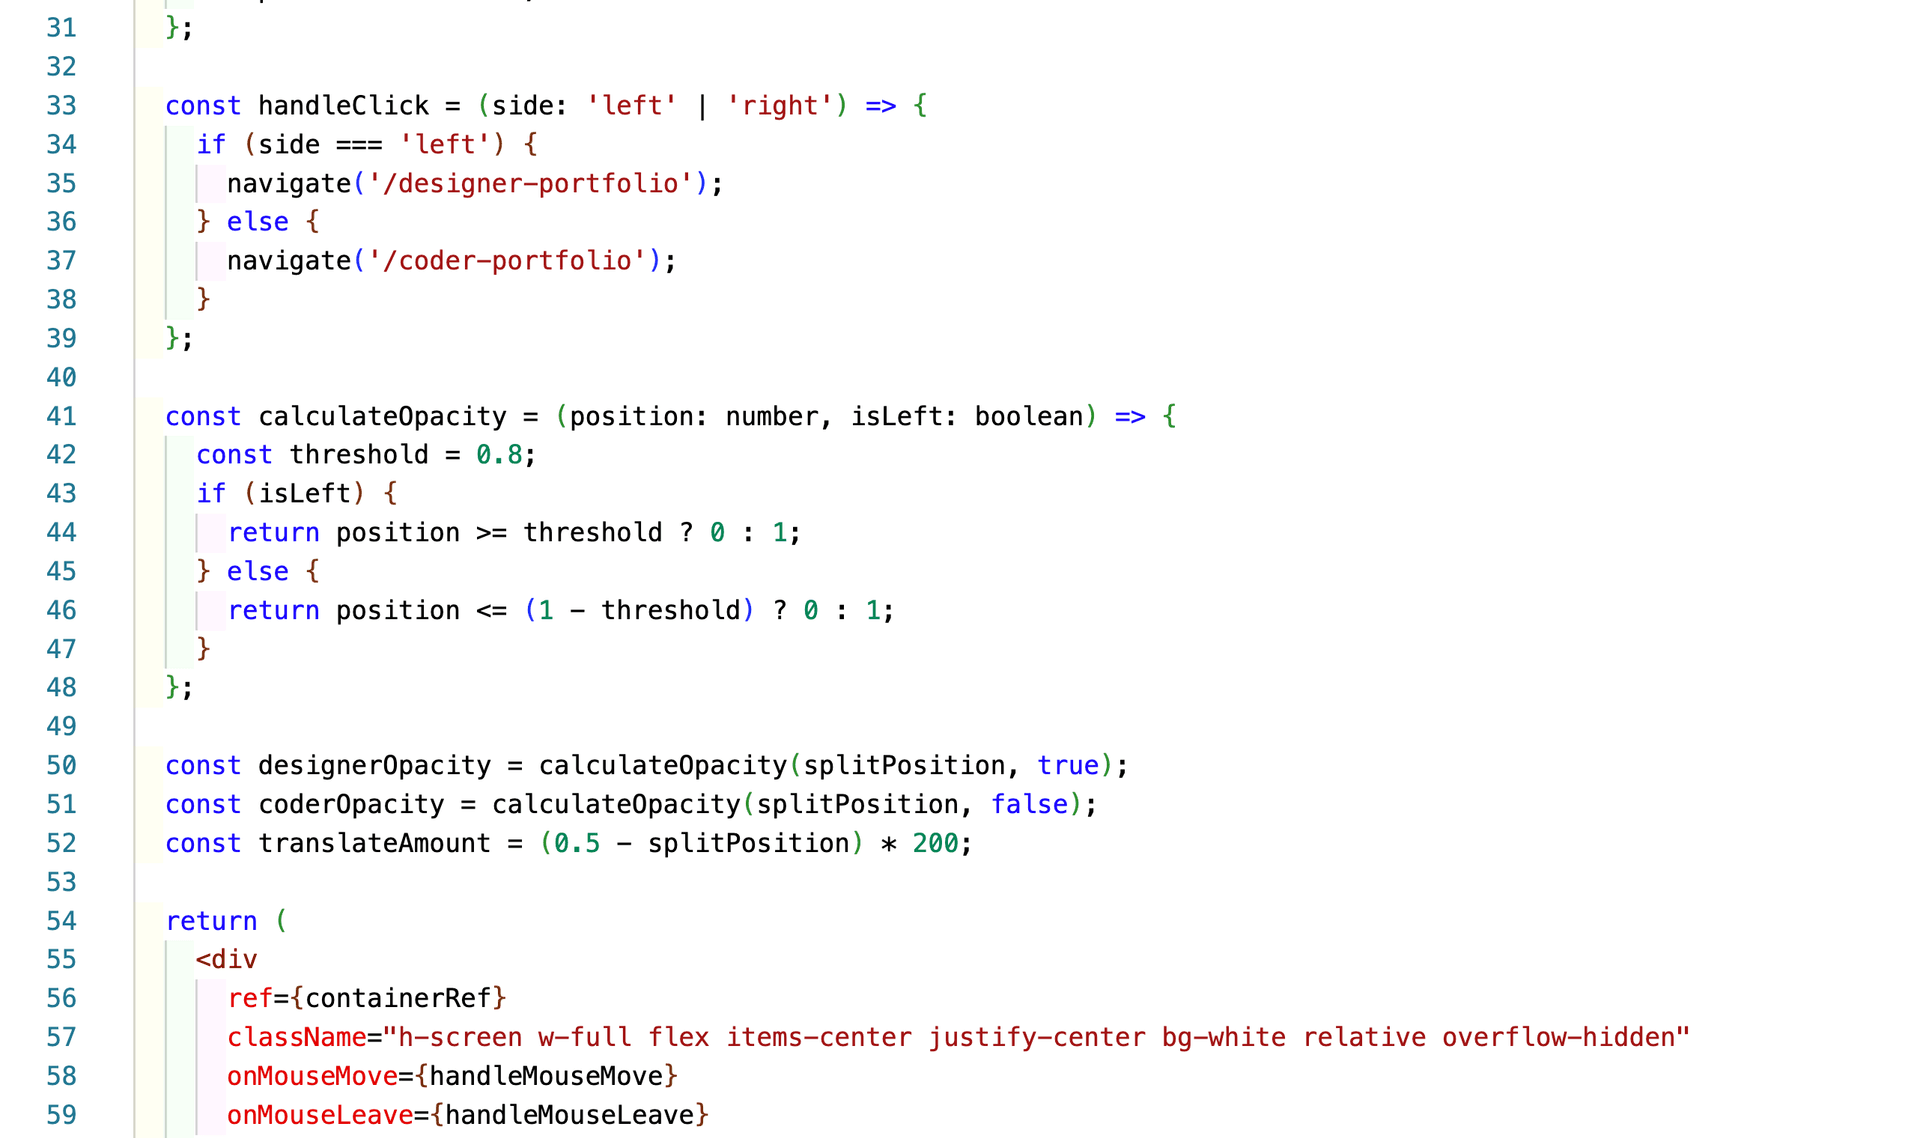 31 };
32
33 const handleClick = (side: 'left' | 'right') => {
34 if (side === 'left') {
35 navigate('/designer-portfolio');
36 } else {
37 navigate('/coder-portfolio');
38 }
39 };
40
41 const calculateOpacity = (position: number, isLeft: boolean) => {
42 const threshold = 0.8;
43 if (isLeft) {
44 return position >= threshold ? 0 : 1;
45 } else {
46 return position <= (1 - threshold) ? 0 : 1;
47 }
48 };
49
50 const designerOpacity = calculateOpacity(splitPosition, true);
51 const coderOpacity = calculateOpacity(splitPosition, false);
52 const translateAmount = (0.5 - splitPosition) * 200;
53
54 return (
55 <div
56 ref={containerRef}
57 className="h-screen w-full flex items-center justify-center bg-white relative overflow-hidden"
58 onMouseMove={handleMouseMove}
59 onMouseLeave={handleMouseLeave}